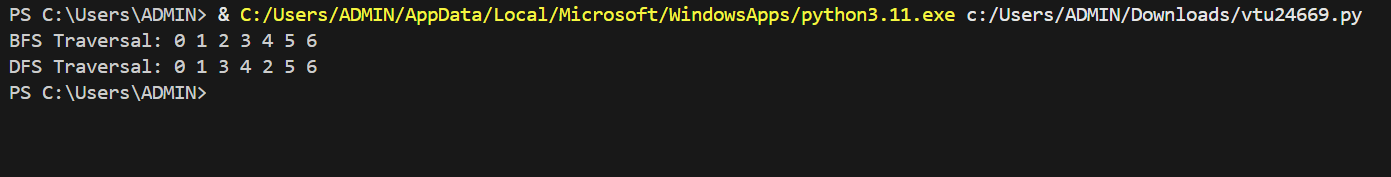 PS C:\Users\ADMIN> & C:/Users/ADMIN/AppData/Local/Microsoft/WindowsApps/python3.11.exe c:/Users/ADMIN/Downloads/vtu24669.py
BFS Traversal: 0 1 2 3 4 5 6
DFS Traversal: 0 1 3 4 2 5 6
PS C:\Users\ADMIN>